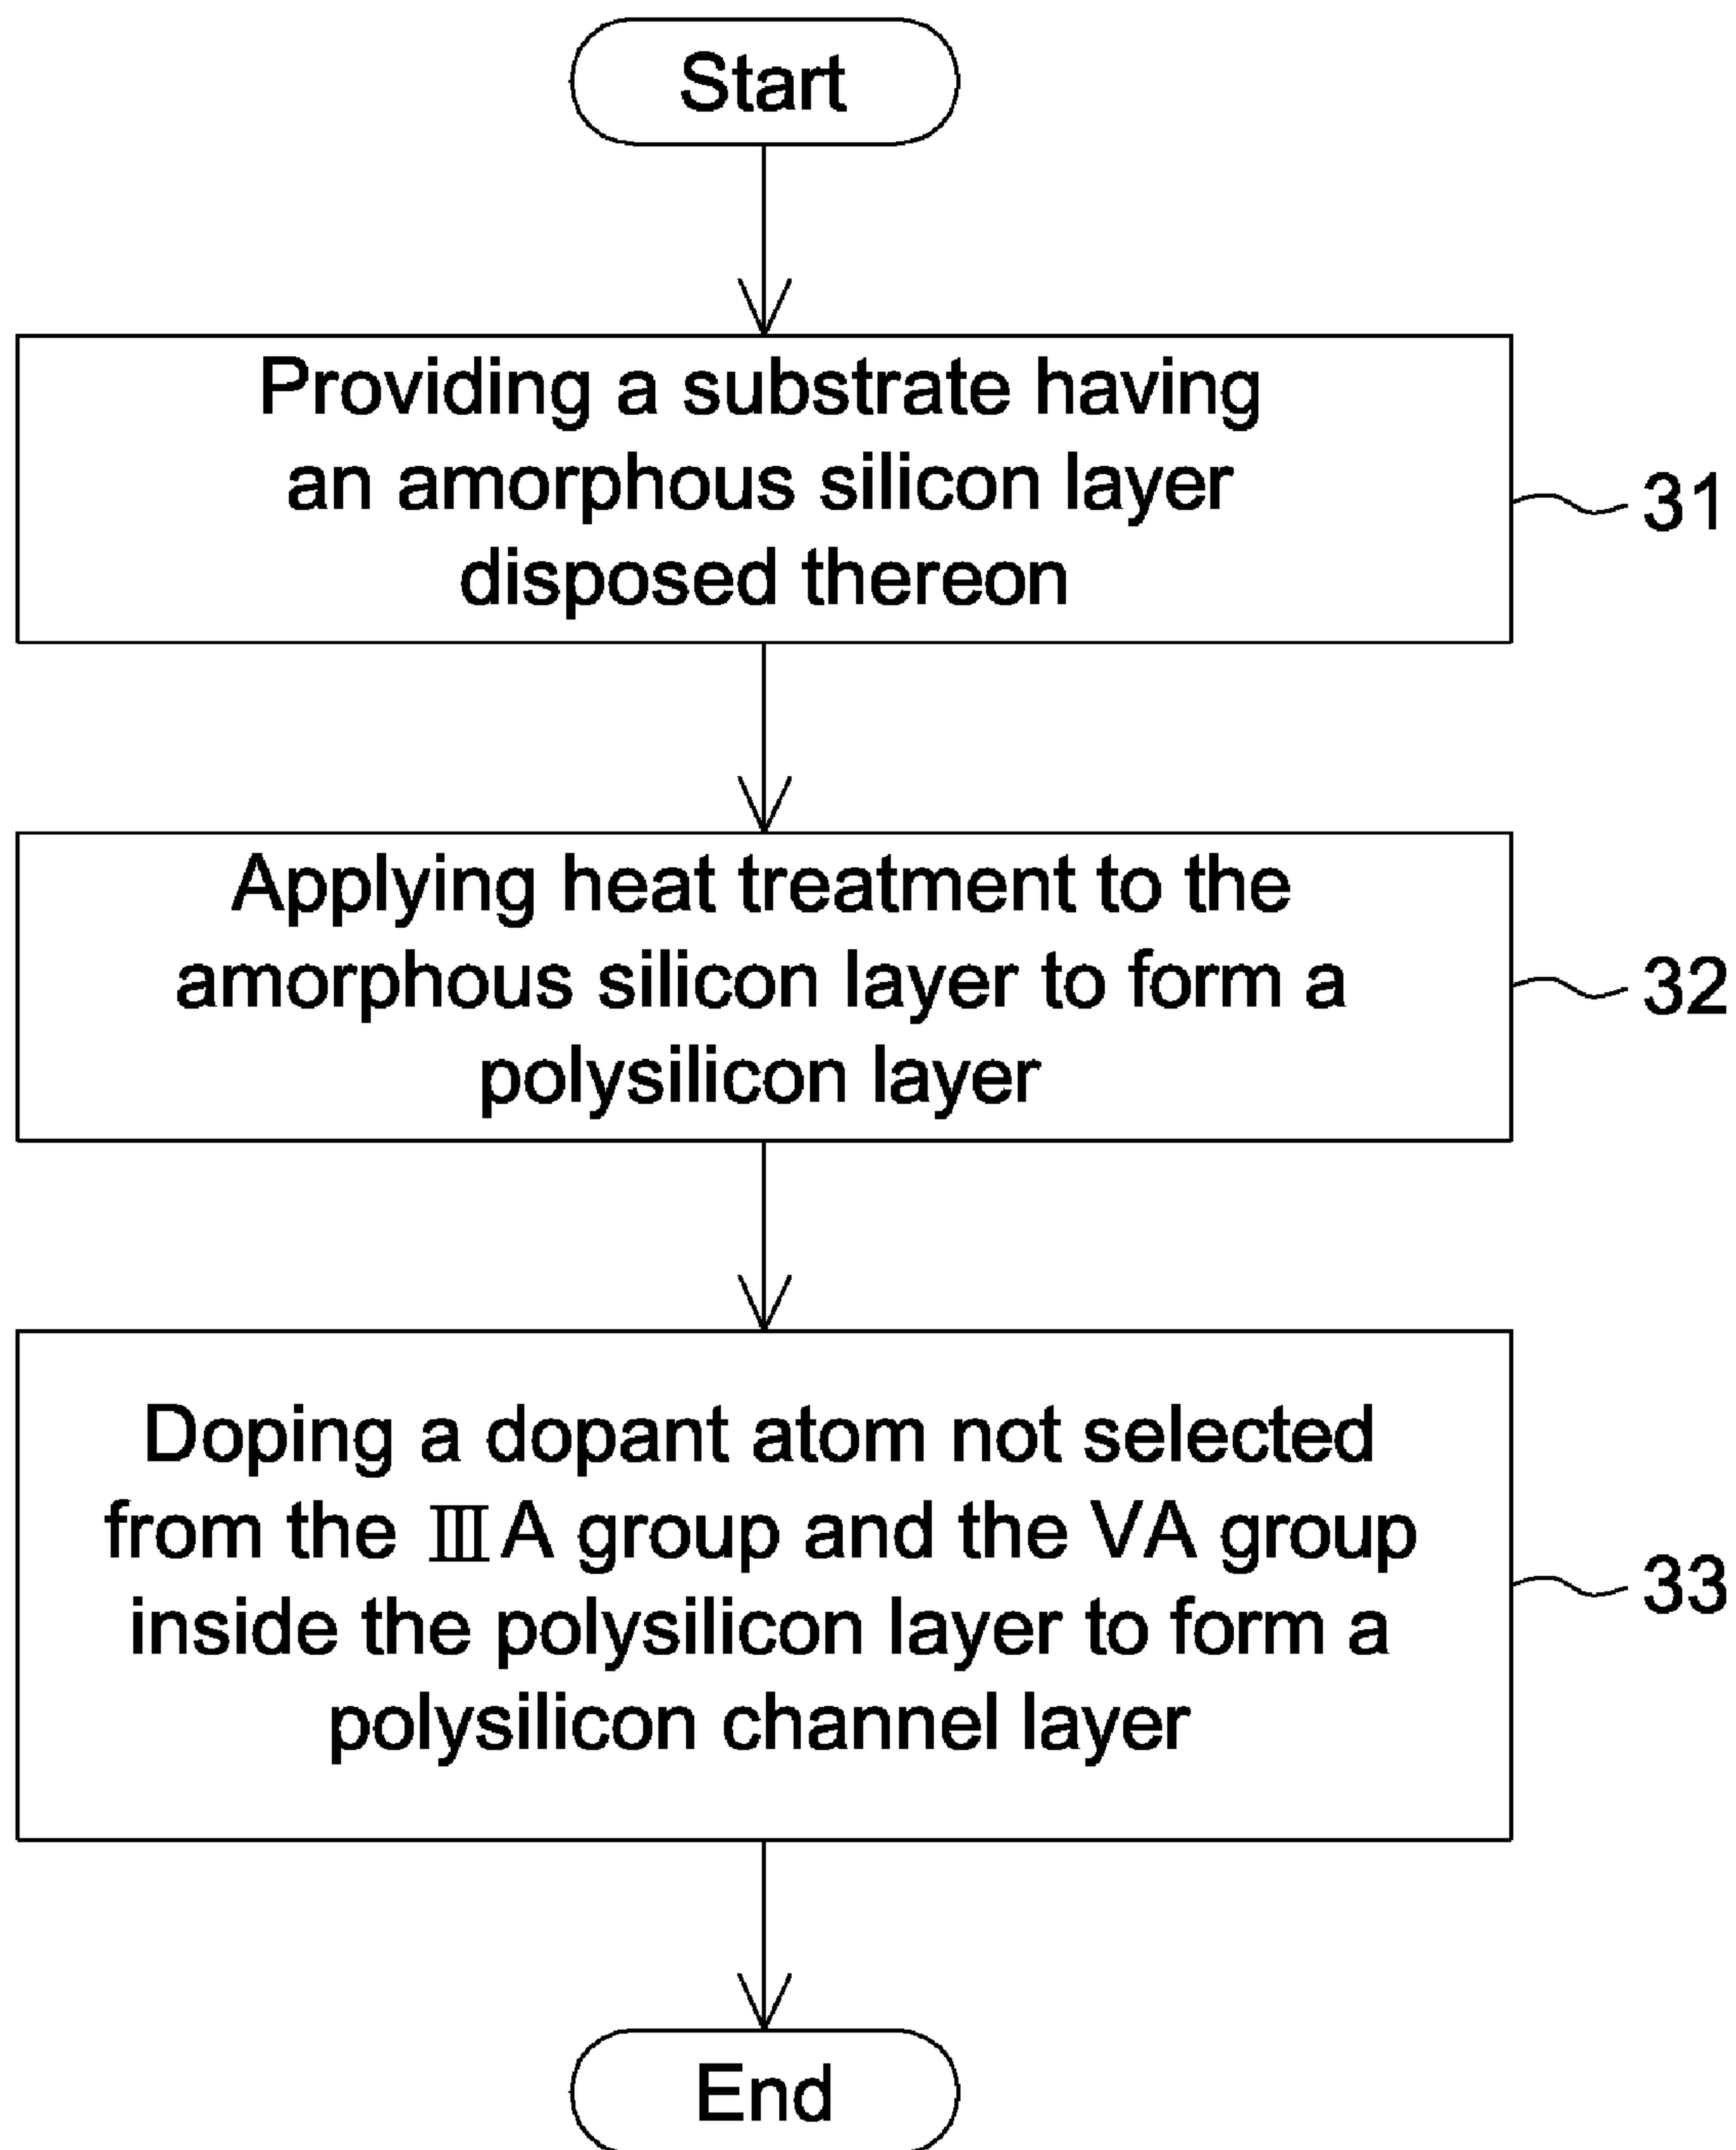 Start
Providing a substrate having
an amorphous silicon layer
disposed thereon
31
Applying heat treatment to the
amorphous silicon layer to form a
polysilicon layer
32
Doping a dopant atom not selected
from the ⅢA group and the VA group
inside the polysilicon layer to form a
polysilicon channel layer
33
End